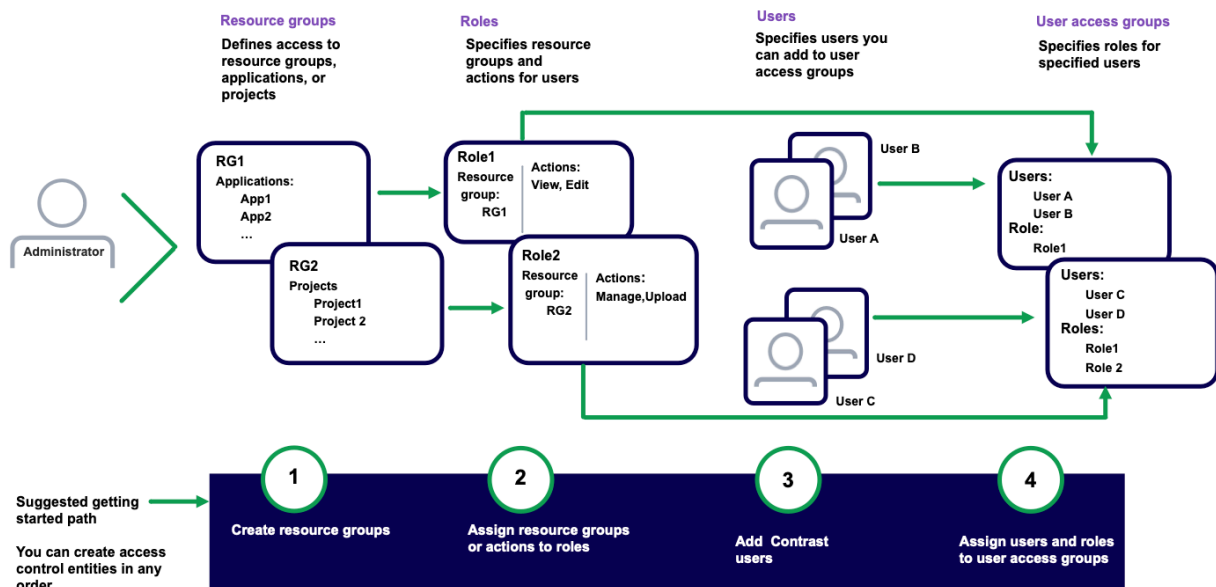 Resource groups
Defines access to
resource groups,
applications, or
projects
Roles
Specifies resource
groups and
actions for users
Users
Specifies users you
can add to user
access groups
User access groups
Specifies roles for
specified users
Administrator
RG1
Applications:
App1
App2
...
RG2
Projects
Project1
Project 2
...
Role1
Resource
group:
RG1
Actions:
View, Edit
Role2
Resource
group:
RG2
Actions:
Manage,Upload
User B
User A
User D
User C
Users:
User A
User B
Role:
Role1
Users:
User C
User D
Roles:
Role1
Role 2
Suggested getting
started path
You can create access
control entities in any
order
1
Create resource groups
2
Assign resource groups
or actions to roles
3
Add Contrast
users
4
Assign users and roles
to user access groups